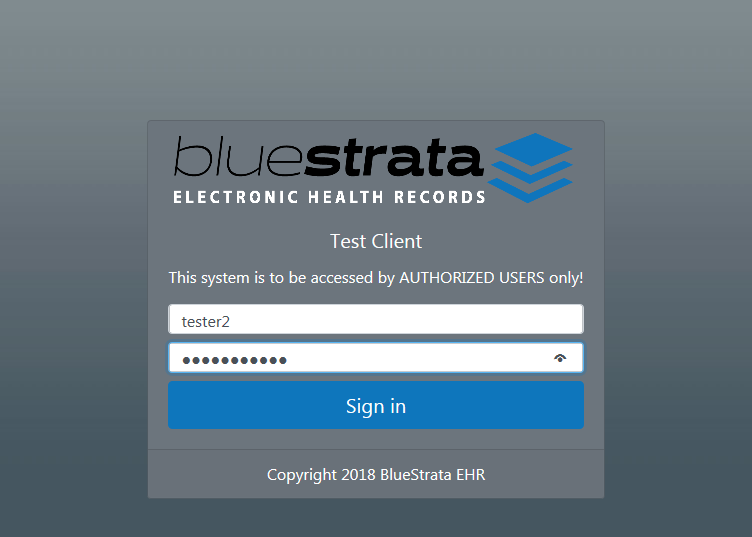 bluestrata
ELECTRONIC HEALTH RECORDS
Test Client
This system is to be accessed by AUTHORIZED USERS only!
tester2
●●●●●●●●●●●
Sign in
Copyright 2018 BlueStrata EHR